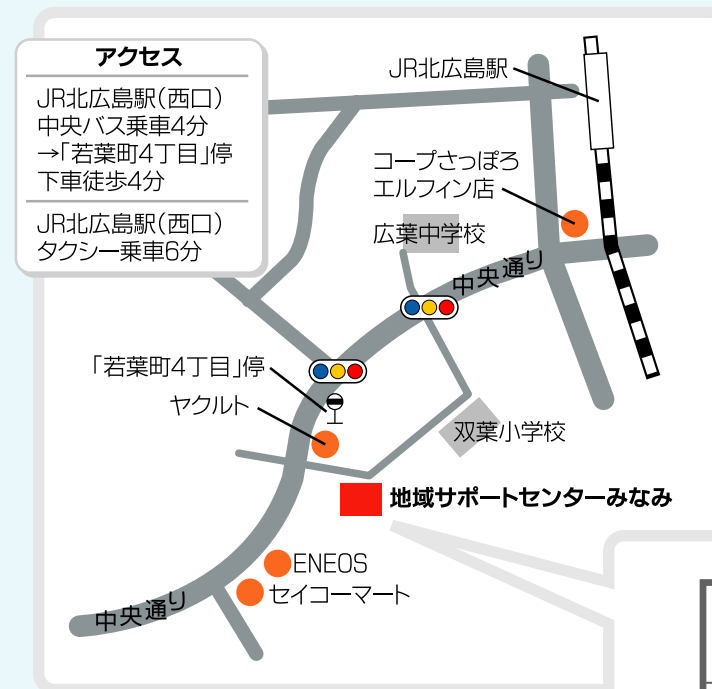 アクセス
JR北広島駅（西口）
中央バス乗車4分
→「若葉町4丁目」停
下車徒歩4分
JR北広島駅（西口）
タクシー乗車6分
JR北広島駅
コープさっぽろ
エルフィン店
広葉中学校
中央通り
「若葉町4丁目」停
ヤクルト
双葉小学校
地域サポートセンターみなみ
ENEOS
セイコーマート
中央通り